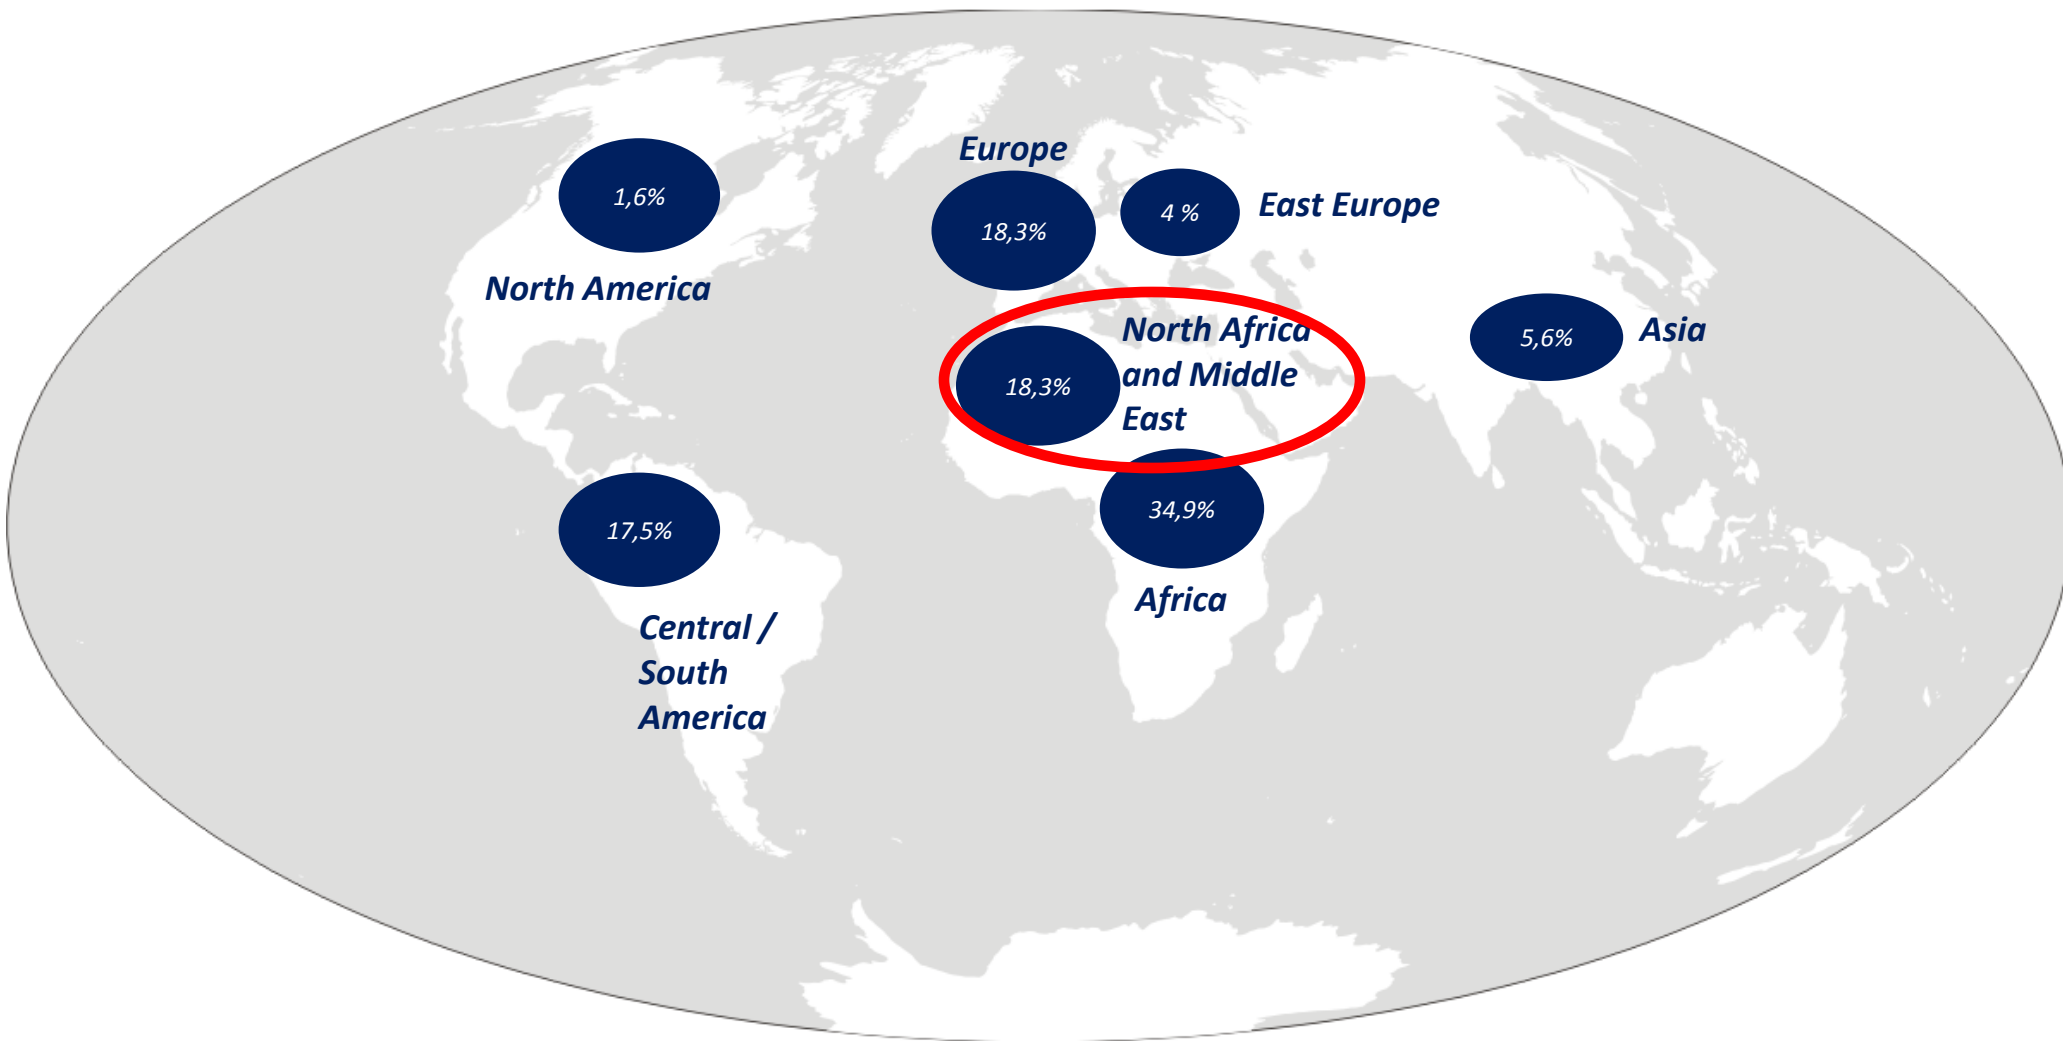 Europe
1,6%
4 %
East Europe
18,3%
North America
North Africa
and Middle
East
18,3%
5,6%
Asia
34,9%
17,5%
Africa
Central /
South
America